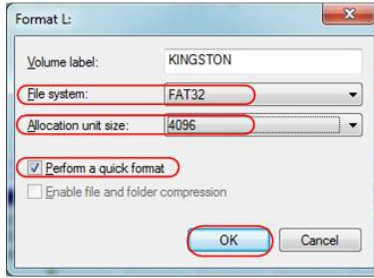 Format L:
Volume label: KINGSTON
File system: FAT32
Allocation unit size: 4096
Perform a quick format
Enable file and folder compression
OK Cancel